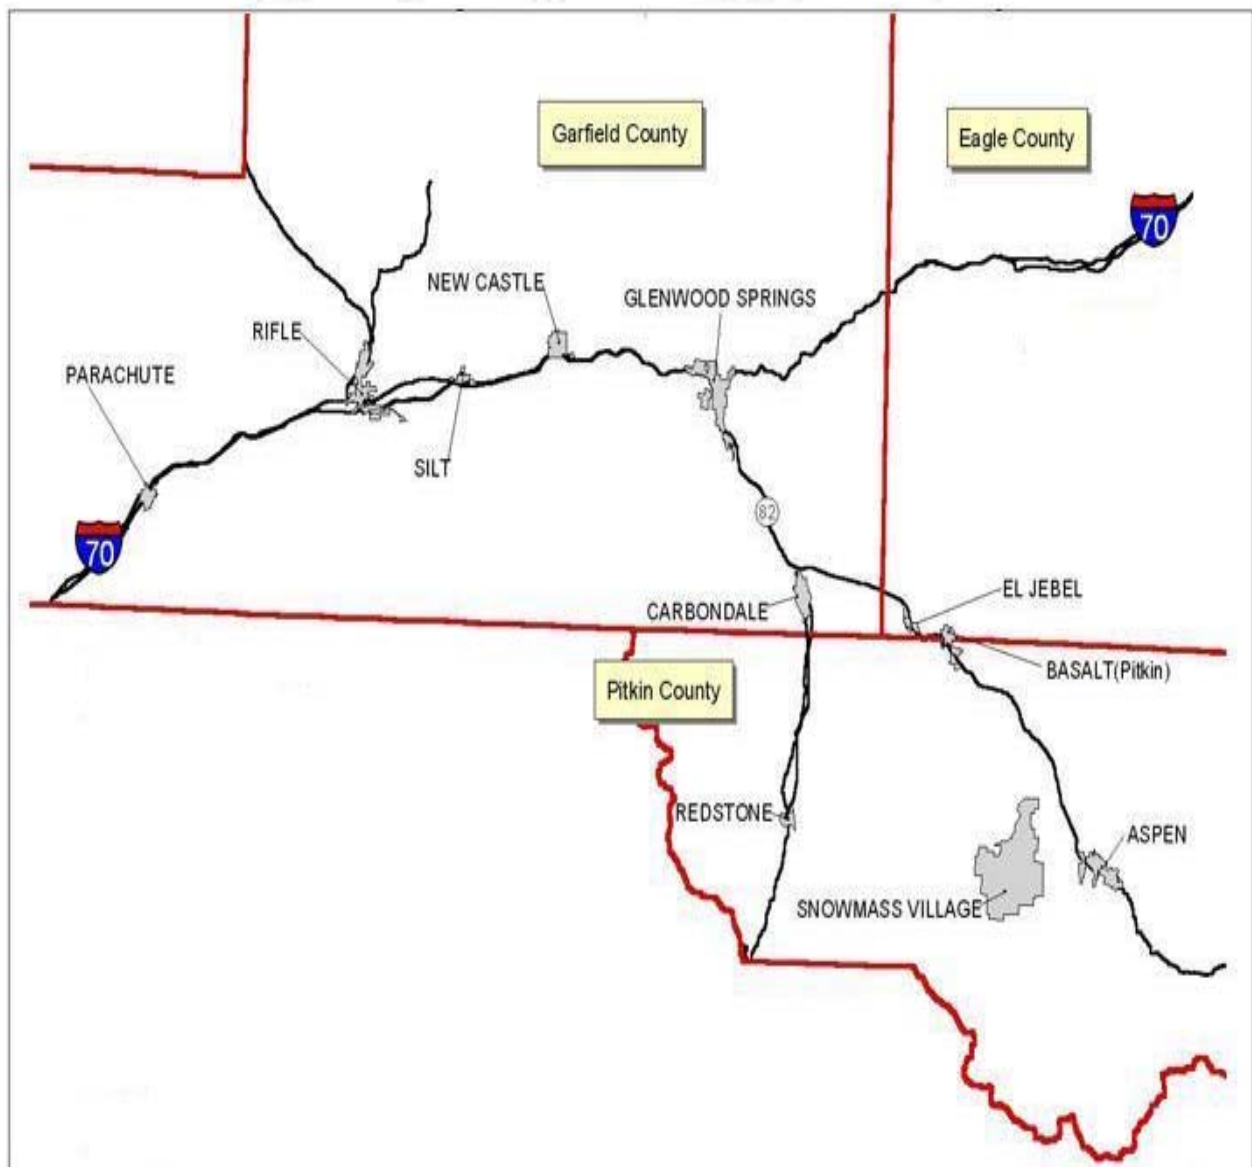 Garfield County
Eagle County
70
NEW CASTLE
GLENWOOD SPRINGS
RIFLE
PARACHUTE
SILT
82
70
EL JEBEL
CARBONDALE
BASALT(Pitkin)
Pitkin County
REDSTONE
ASPEN
SNOWMASS VILLAGE